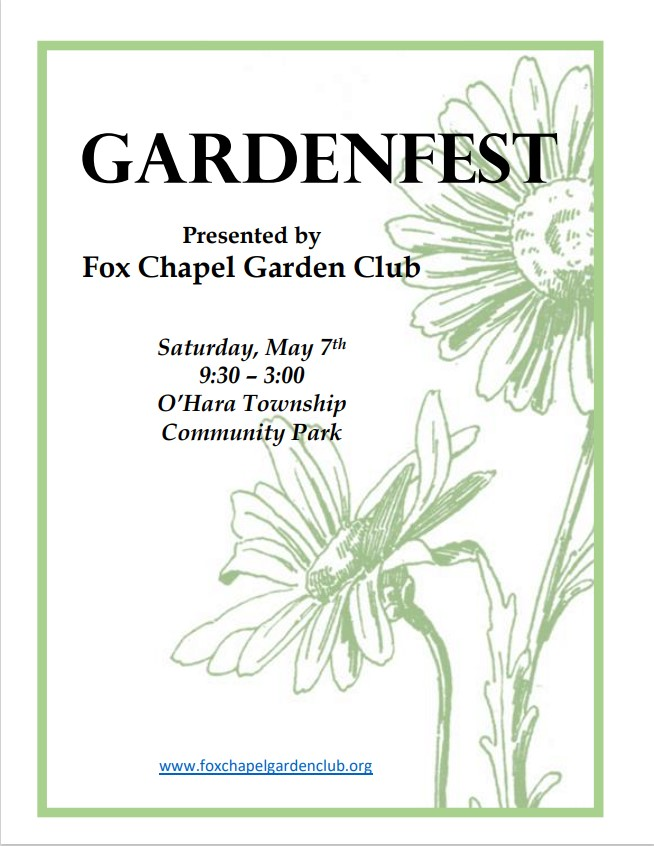 GARDENFEST
Presented by
Fox Chapel Garden Club
Saturday, May 7th
9:30 – 3:00
O’Hara Township
Community Park
www.foxchapelgardenclub.org